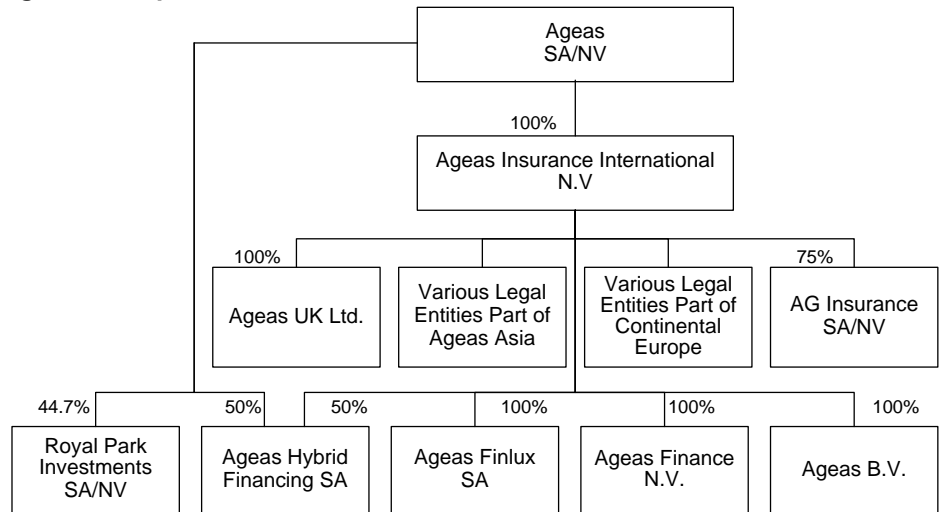 Ageas
SA/NV
100%
Ageas Insurance International
N.V
100%
75%
Ageas UK Ltd.
Various Legal
Entities Part of
Ageas Asia
Various Legal
Entities Part of
Continental
Europe
AG Insurance
SA/NV
44.7%
50%
50%
100%
100%
100%
Royal Park
Investments
SA/NV
Ageas Hybrid
Financing SA
Ageas Finlux
SA
Ageas Finance
N.V.
Ageas B.V.